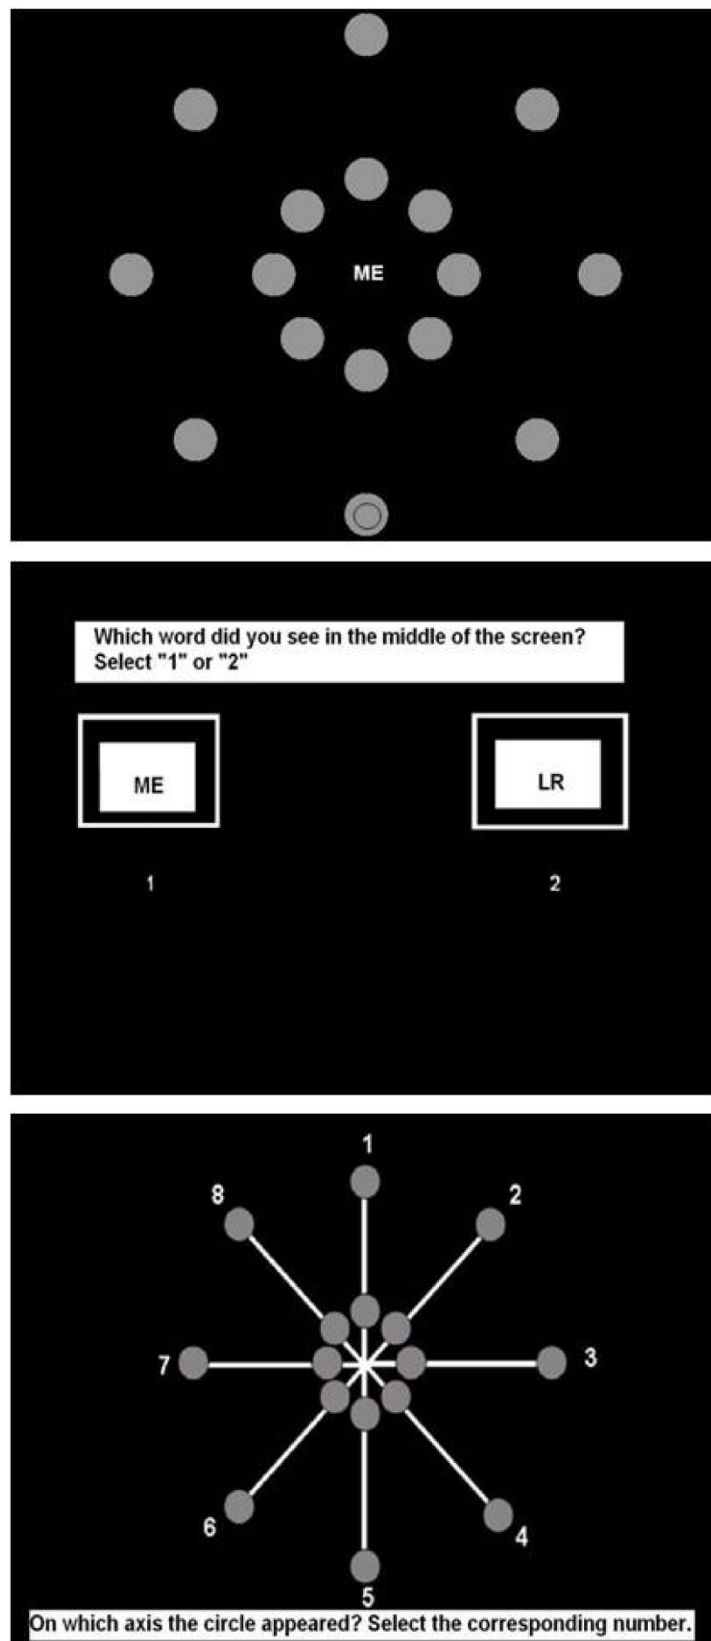 ME
Which word did you see in the middle of the screen?
Select "1" or "2"
ME
LR
1
2
1
8
2
7
3
6
4
5
On which axis the circle appeared? Select the corresponding number.